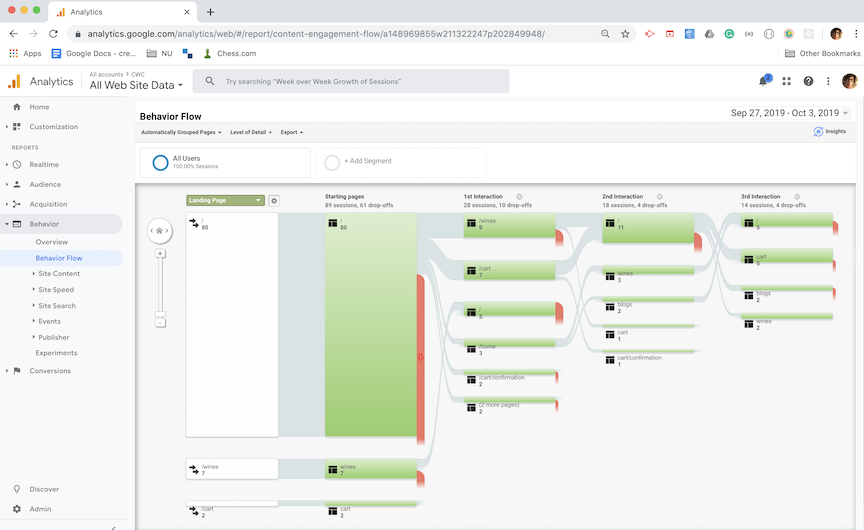 Analytics
analytics.google.com/analytics/web/#/report/content-engagement-flow/a148969855w211322247p202849948/
Apps
Google Docs - cre...
NU
Chess.com
Other Bookmarks
Analytics
All accounts > CWC
All Web Site Data
Try searching "Week over Week Growth of Sessions"
2
Home
Customization
REPORTS
Realtime
Audience
Acquisition
Behavior
Overview
Behavior Flow
Site Content
Site Speed
Site Search
Events
Publisher
Experiments
Conversions
Discover
Admin
Behavior Flow
Sep 27, 2019 - Oct 3, 2019
Automatically Grouped Pages
Level of Detail
Export
Insights
All Users
100.00% Sessions
+ Add Segment
Landing Page
/
80
/wines
7
/cart
2
Starting pages
89 sessions, 61 drop-offs
/
80
wines
7
cart
2
1st Interaction
28 sessions, 10 drop-offs
/wines
9
/cart
7
/
5
/home
3
/cart/confirmation
2
(2 more pages)
2
2nd Interaction
18 sessions, 4 drop-offs
/
11
wines
3
blogs
2
cart
1
cart/confirmation
1
3rd Interaction
14 sessions, 4 drop-offs
/
5
cart
5
blogs
2
wines
2